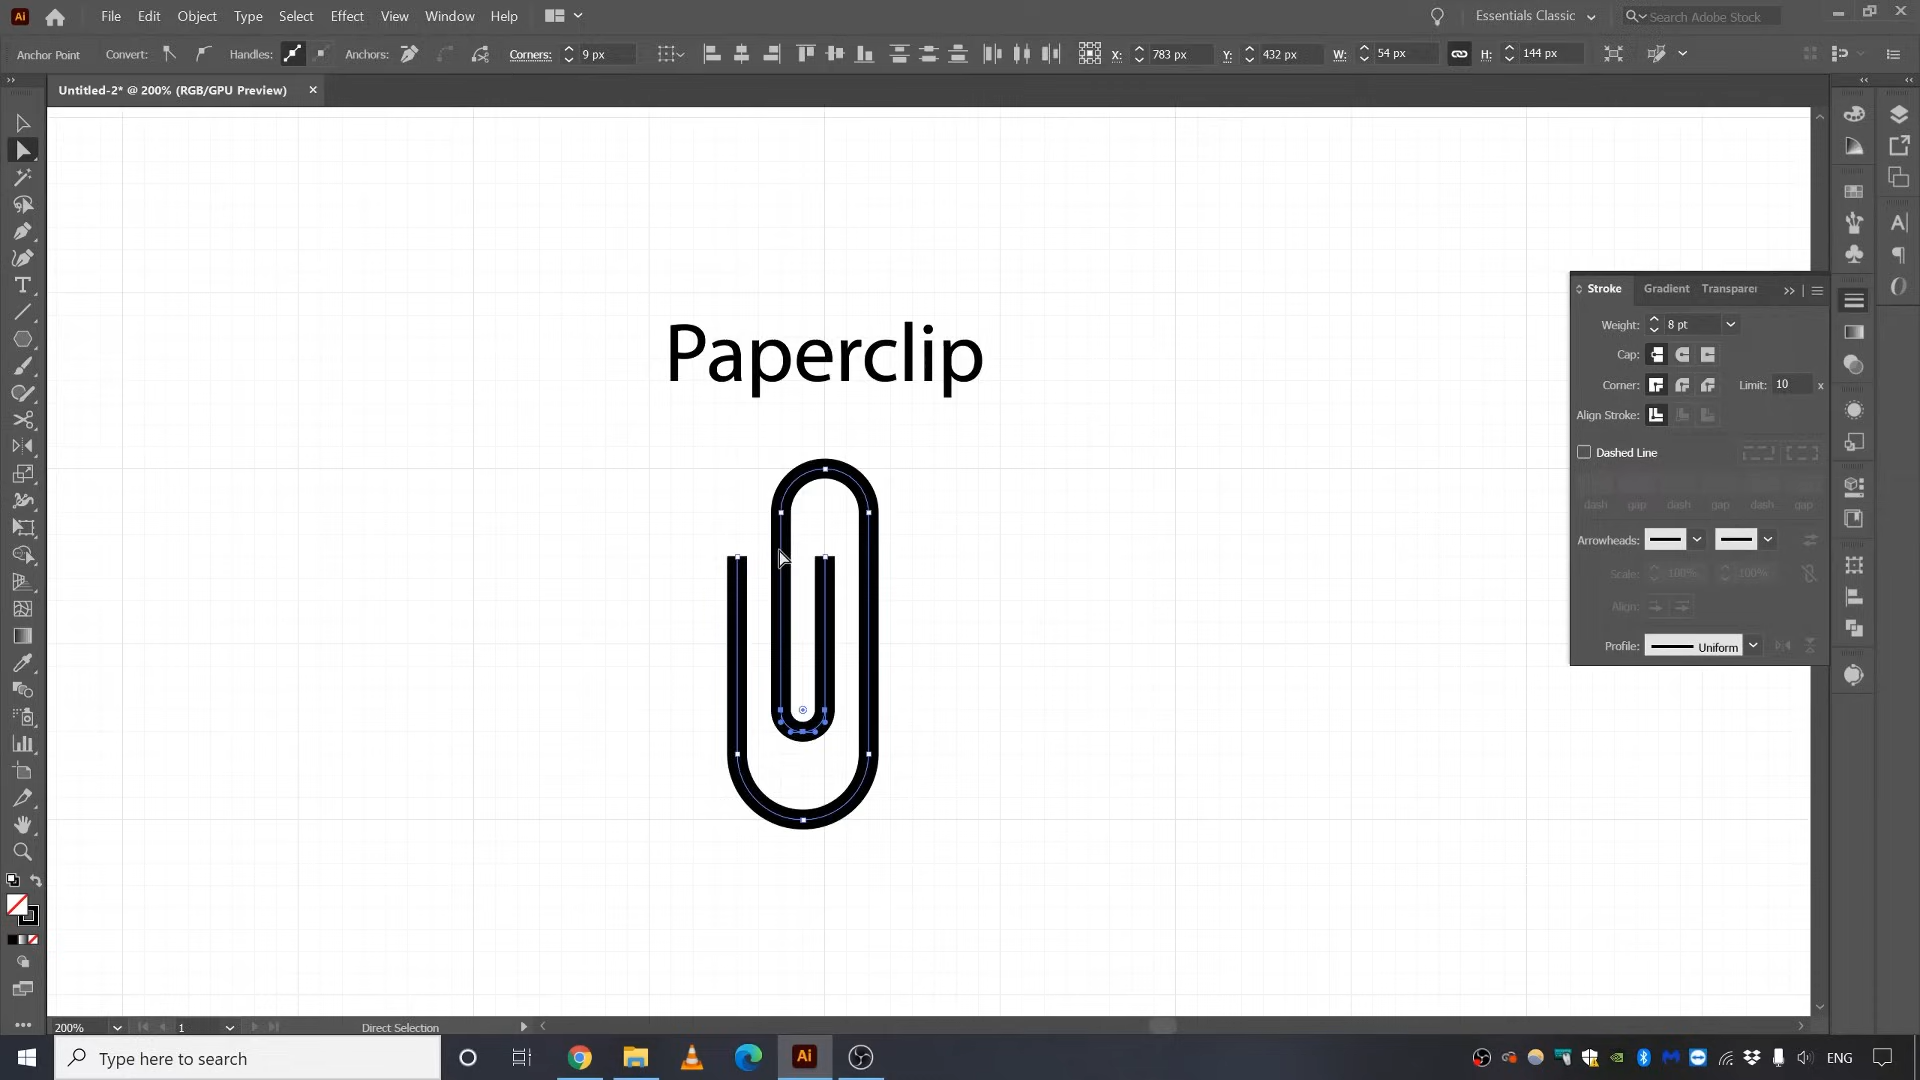 Ai File Edit Object Type Select Effect View Window Help Essentials Classic Search Adobe Stock
Anchor Point Convert: Handles: Anchors: Corners: 9 px X: 783 px Y: 432 px W: 54 px H: 144 px
Untitled-2* @ 200% (RGB/GPU Preview)
Paperclip
Stroke Gradient Transparer
Weight: 8 pt
Cap:
Corner: Limit: 10 x
Align Stroke:
Dashed Line
dash gap dash gap dash gap
Arrowheads:
Scale: 100% 100%
Align:
Profile: Uniform
200% 1 Direct Selection
Type here to search Ai ENG